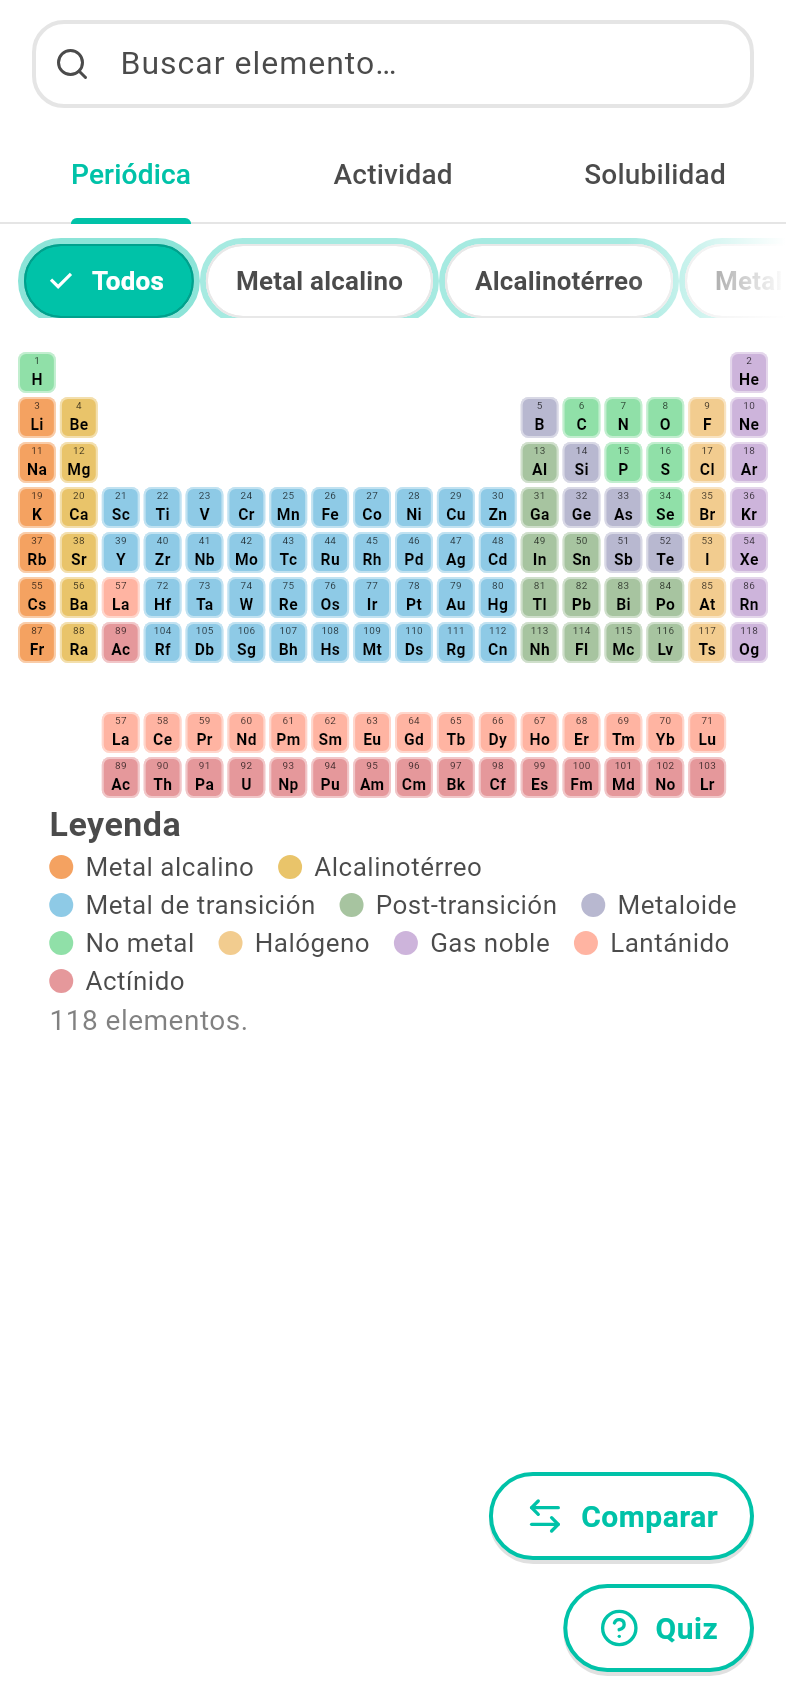 Buscar elemento…
Periódica Actividad Solubilidad
Todos Metal alcalino Alcalinotérreo Metal
1 2
H He
3 4 5 6 7 8 9 10
Li Be B C N O F Ne
11 12 13 14 15 16 17 18
Na Mg Al Si P S Cl Ar
19 20 21 22 23 24 25 26 27 28 29 30 31 32 33 34 35 36
K Ca Sc Ti V Cr Mn Fe Co Ni Cu Zn Ga Ge As Se Br Kr
37 38 39 40 41 42 43 44 45 46 47 48 49 50 51 52 53 54
Rb Sr Y Zr Nb Mo Tc Ru Rh Pd Ag Cd In Sn Sb Te I Xe
55 56 57 72 73 74 75 76 77 78 79 80 81 82 83 84 85 86
Cs Ba La Hf Ta W Re Os Ir Pt Au Hg Tl Pb Bi Po At Rn
87 88 89 104 105 106 107 108 109 110 111 112 113 114 115 116 117 118
Fr Ra Ac Rf Db Sg Bh Hs Mt Ds Rg Cn Nh Fl Mc Lv Ts Og
57 58 59 60 61 62 63 64 65 66 67 68 69 70 71
La Ce Pr Nd Pm Sm Eu Gd Tb Dy Ho Er Tm Yb Lu
89 90 91 92 93 94 95 96 97 98 99 100 101 102 103
Ac Th Pa U Np Pu Am Cm Bk Cf Es Fm Md No Lr
Leyenda
Metal alcalino Alcalinotérreo
Metal de transición Post-transición Metaloide
No metal Halógeno Gas noble Lantánido
Actínido
118 elementos.
Comparar
Quiz